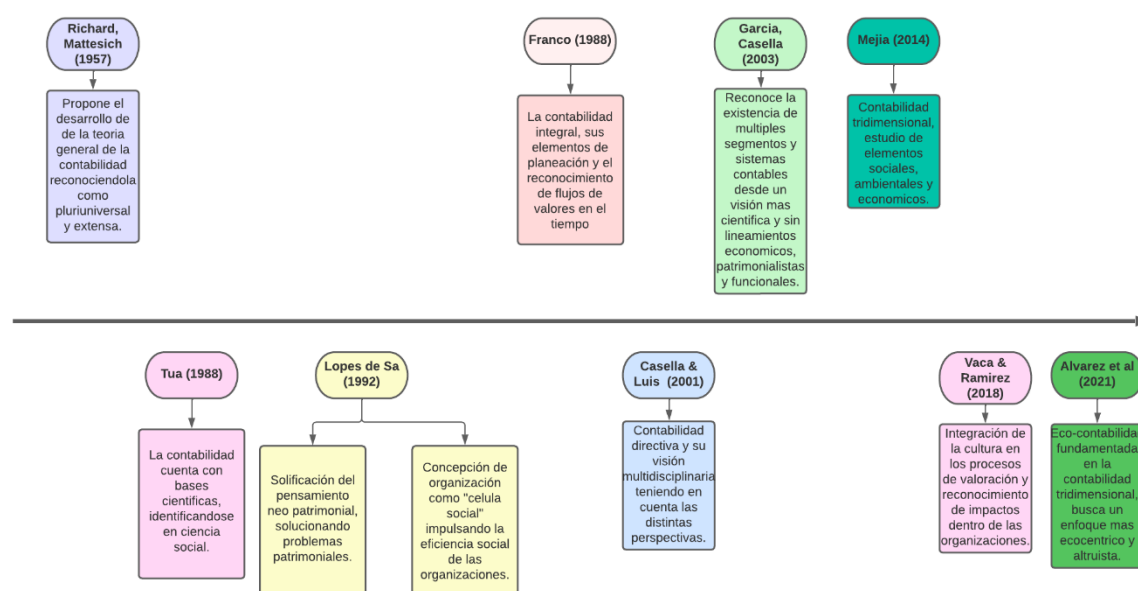 Richard,
Mattesich
(1957)
Propone el
desarrollo de
de la teoria
general de la
contabilidad
reconociendola
como
pluriuniversal
y extensa.
Franco (1988)
La contabilidad
integral, sus
elementos de
planeación y el
reconocimiento
de flujos de
valores en el
tiempo
Garcia,
Casella
(2003)
Reconoce la
existencia de
multiples
segmentos y
sistemas
contables
desde un
visión mas
cientifica y sin
lineamientos
economicos,
patrimonialistas
y funcionales.
Mejia (2014)
Contabilidad
tridimensional,
estudio de
elementos
sociales,
ambientales y
economicos.
Tua (1988)
La contabilidad
cuenta con
bases
cientificas,
identificandose
en ciencia
social.
Lopes de Sa
(1992)
Solificación del
pensamiento
neo patrimonial,
solucionando
problemas
patrimoniales.
Concepción de
organización
como "celula
social"
impulsando la
eficiencia social
de las
organizaciones.
Casella &
Luis (2001)
Contabilidad
directiva y su
visión
multidisciplinaria
teniendo en
cuenta las
distintas
perspectivas.
Vaca &
Ramirez
(2018)
Integración de
la cultura en
los procesos
de valoración y
reconocimiento
de impactos
dentro de las
organizaciones.
Alvarez et al
(2021)
Eco-contabilidad
fundamentada
en la
contabilidad
tridimensional,
busca un
enfoque mas
ecocentrico y
altruista.